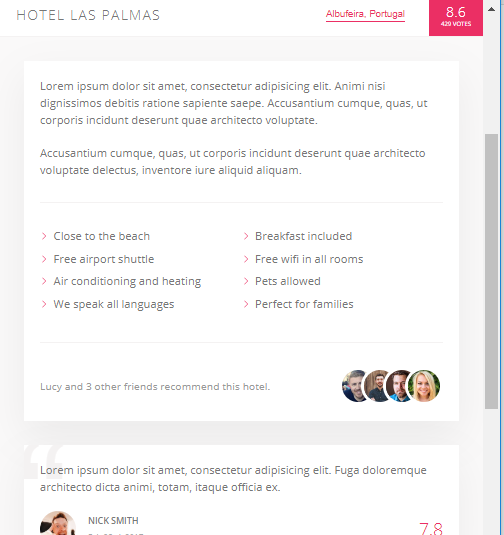 HOTEL LAS PALMAS
Albufeira, Portugal
8.6
429 VOTES
Lorem ipsum dolor sit amet, consectetur adipisicing elit. Animi nisi
dignissimos debitis ratione sapiente saepe. Accusantium cumque, quas, ut
corporis incidunt deserunt quae architecto voluptate.
Accusantium cumque, quas, ut corporis incidunt deserunt quae architecto
voluptate delectus, inventore iure aliquid aliquam.
Close to the beach
Free airport shuttle
Air conditioning and heating
We speak all languages
Breakfast included
Free wifi in all rooms
Pets allowed
Perfect for families
Lucy and 3 other friends recommend this hotel.
Lorem ipsum dolor sit amet, consectetur adipisicing elit. Fuga doloremque
architecto dicta animi, totam, itaque officia ex.
NICK SMITH
7.8